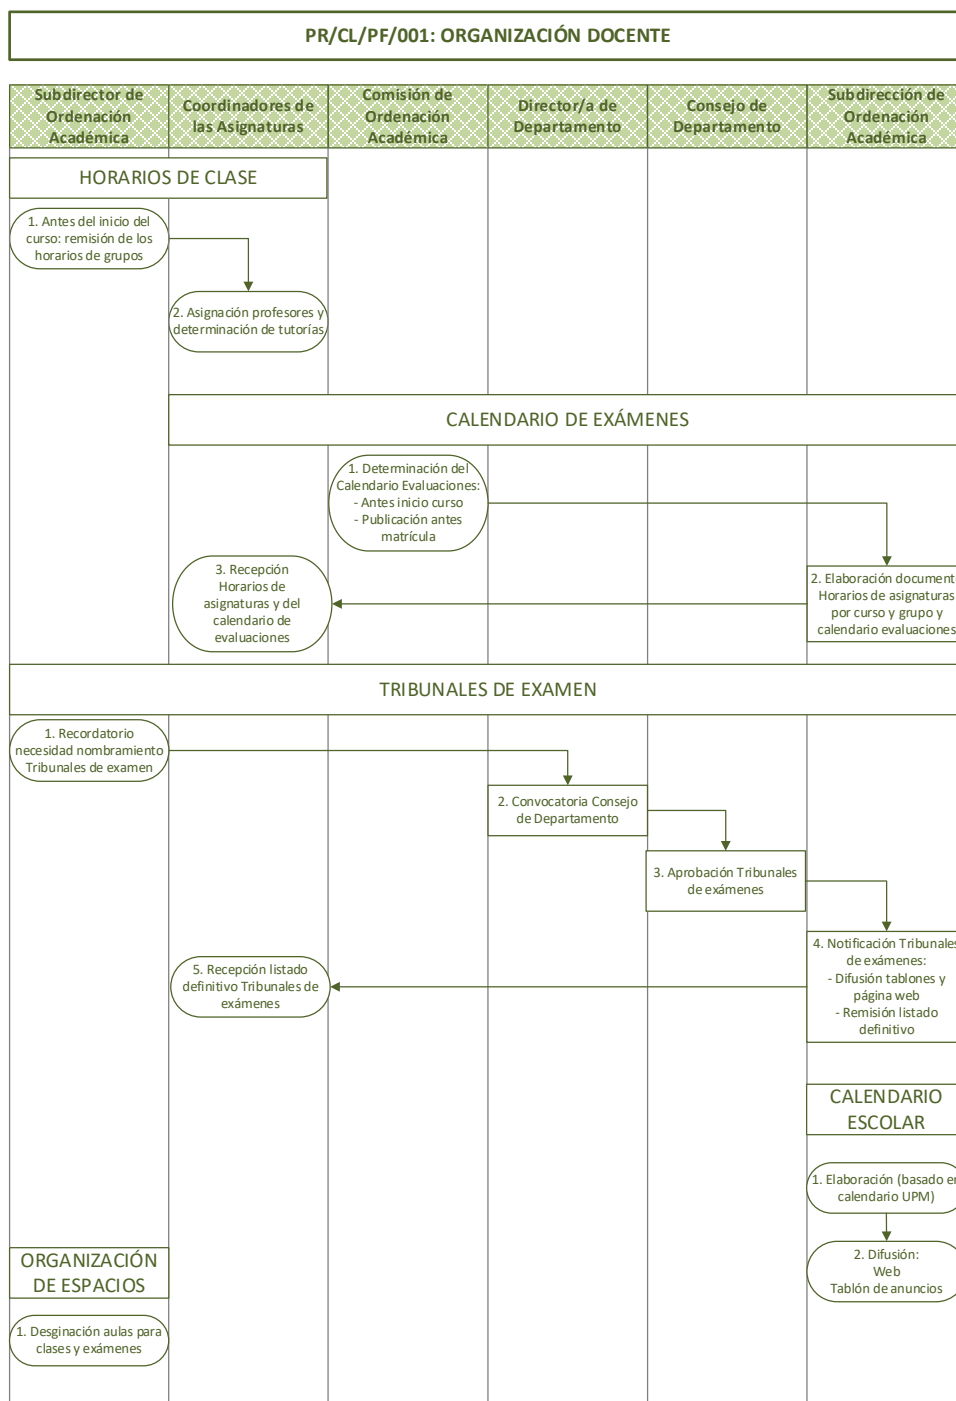 PR/CL/PF/001: ORGANIZACIÓN DOCENTE
Subdirector de
Ordenación
Académica
Coordinadores de
las Asignaturas
Comisión de
Ordenación
Académica
Director/a de
Departamento
Consejo de
Departamento
Subdirección de
Ordenación
Académica
HORARIOS DE CLASE
1. Antes del inicio del
curso: remisión de los
horarios de grupos
2. Asignación profesores y
determinación de tutorías
CALENDARIO DE EXÁMENES
1. Determinación del
Calendario Evaluaciones:
- Antes inicio curso
- Publicación antes
matrícula
2. Elaboración document
Horarios de asignaturas
por curso y grupo y
calendario evaluaciones
3. Recepción
Horarios de
asignaturas y del
calendario de
evaluaciones
TRIBUNALES DE EXAMEN
1. Recordatorio
necesidad nombramiento
Tribunales de examen
2. Convocatoria Consejo
de Departamento
3. Aprobación Tribunales
de exámenes
4. Notificación Tribunales
de exámenes:
- Difusión tablones y
página web
- Remisión listado
definitivo
5. Recepción listado
definitivo Tribunales de
exámenes
CALENDARIO
ESCOLAR
1. Elaboración (basado en
calendario UPM)
2. Difusión:
Web
Tablón de anuncios
ORGANIZACIÓN
DE ESPACIOS
1. Desginación aulas para
clases y exámenes